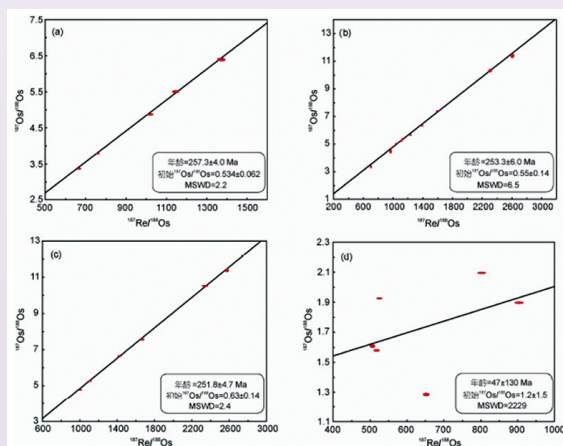 (a)
7.5
6.5
5.5
4.5
3.5
2.5
187Os/188Os
500 700 900 1100 1300 1500
187Re/188Os
年龄=257.3±4.0 Ma
初始187Os/188Os=0.534±0.062
MSWD=2.2
(b)
13
11
9
7
5
3
1
187Os/188Os
200 600 1000 1400 1800 2200 2600 3000
187Re/188Os
年龄=253.3±6.0 Ma
初始187Os/188Os=0.55±0.14
MSWD=6.5
(c)
13
11
9
7
5
3
187Os/188Os
600 1000 1400 1800 2200 2600 3000
187Re/188Os
年龄=251.8±4.7 Ma
初始187Os/188Os=0.63±0.14
MSWD=2.4
(d)
2.3
2.1
1.9
1.7
1.5
1.3
1.1
187Os/188Os
400 500 600 700 800 900 1000
187Re/188Os
年龄=47±130 Ma
初始187Os/188Os=1.2±1.5
MSWD=2229